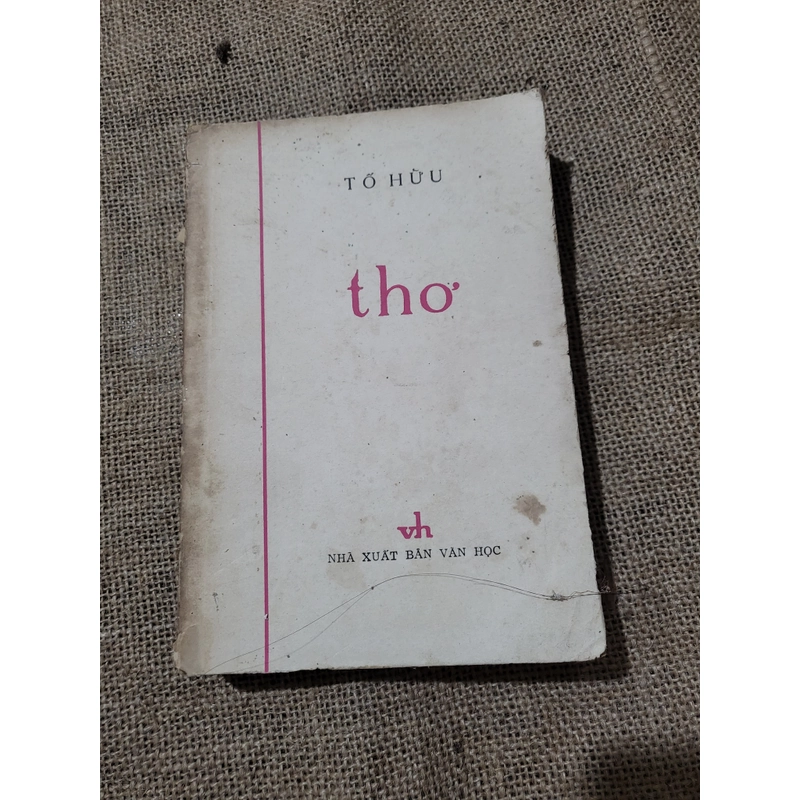 TỐ HỮU
thơ
vh
NHÀ XUẤT BẢN VĂN HỌC